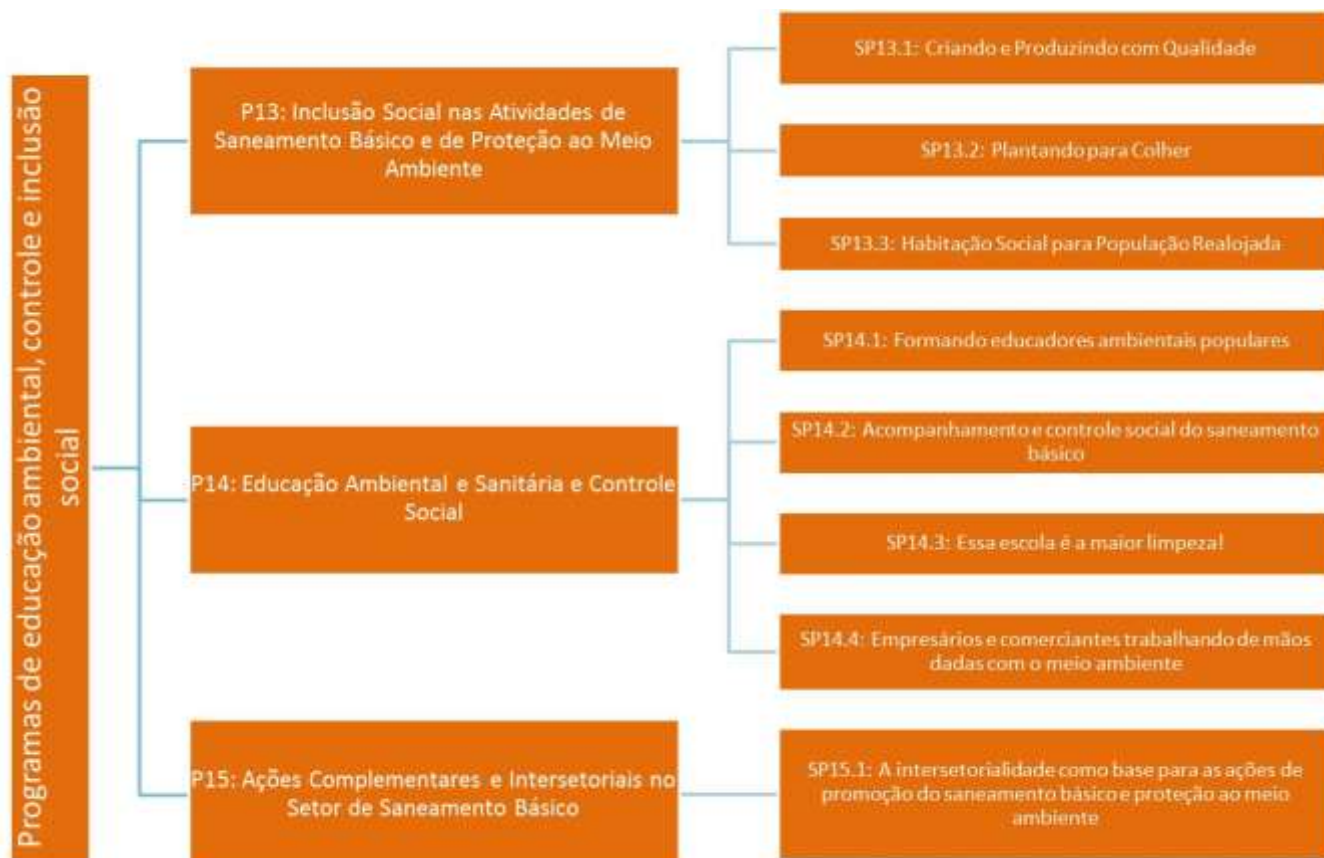 Programas de educação ambiental, controle e inclusão
social
P13: Inclusão Social nas Atividades de
Saneamento Básico e de Proteção ao Meio
Ambiente
SP13.1: Criando e Produzindo com Qualidade
SP13.2: Plantando para Colher
SP13.3: Habitação Social para População Realojada
P14: Educação Ambiental e Sanitária e Controle
Social
SP14.1: Formando educadores ambientais populares
SP14.2: Acompanhamento e controle social do saneamento
básico
SP14.3: Essa escola é a maior limpeza!
SP14.4: Empresários e comerciantes trabalhando de mãos
dadas com o meio ambiente
P15: Ações Complementares e Intersetoriais no
Setor de Saneamento Básico
SP15.1: A intersetorialidade como base para as ações de
promoção do saneamento básico e proteção ao meio
ambiente